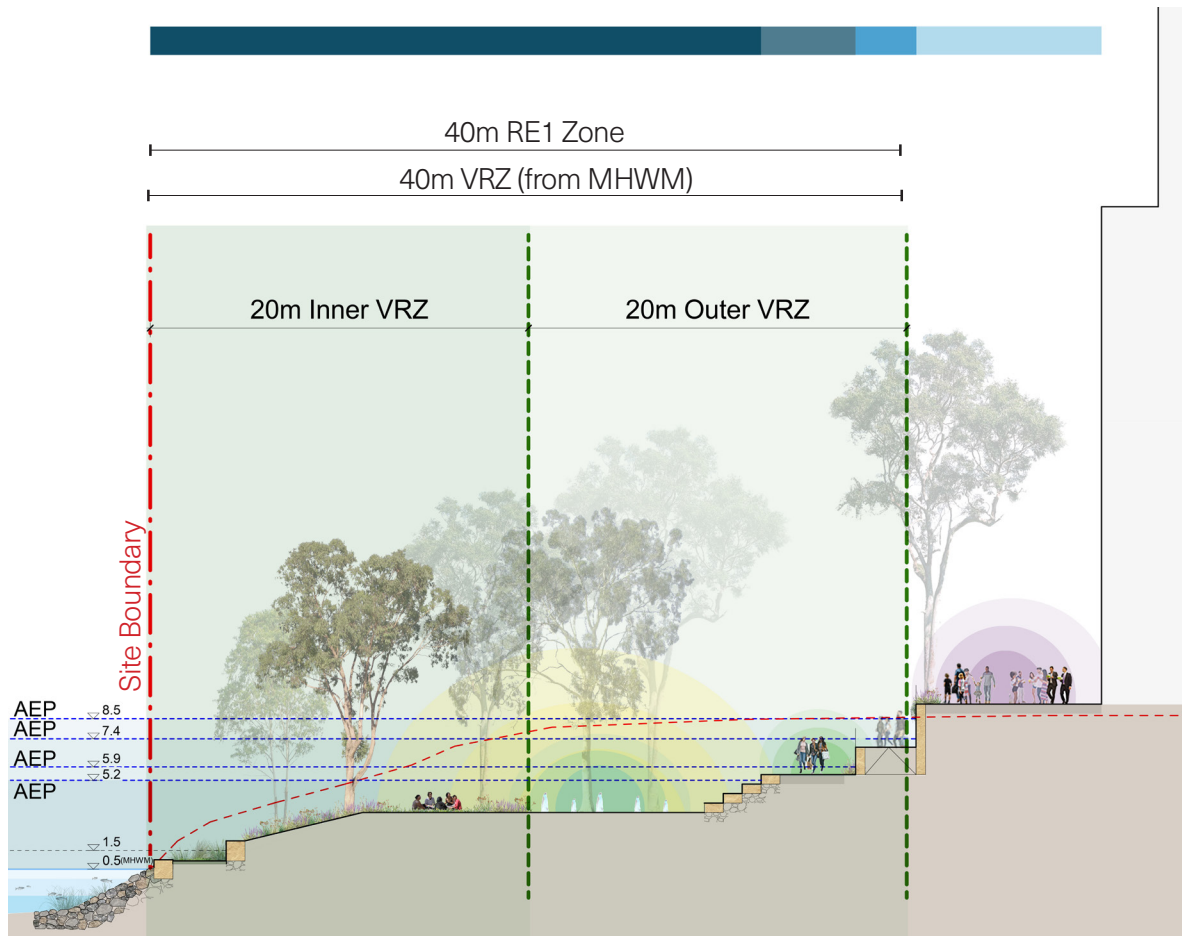 40m RE1 Zone
40m VRZ (from MHWM)
20m Inner VRZ
20m Outer VRZ
Site Boundary
AEP
8.5
AEP
7.4
AEP
5.9
5.2
AEP
1.5
0.5(MHWM)